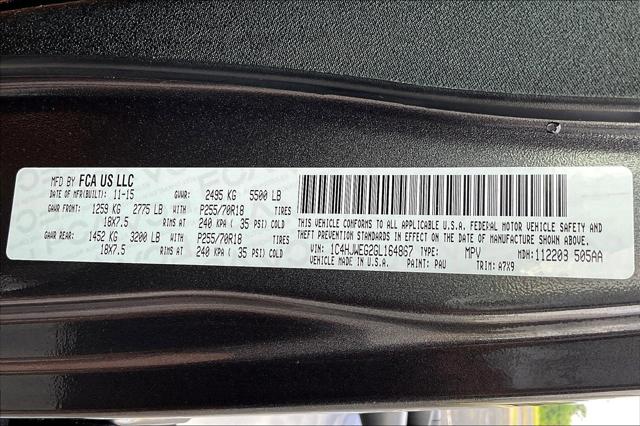 MFD BY FCA US LLC
DATE OF MFR(BUILT): 11-15 GVWR: 2495 KG 5500 LB
GAWR FRONT: 1259 KG 2775 LB WITH P255/70R18 TIRES
18X7.5 RIMS AT 240 KPA ( 35 PSI) COLD
GAWR REAR: 1452 KG 3200 LB WITH P255/70R18 TIRES
18X7.5 RIMS AT 240 KPA ( 35 PSI) COLD
THIS VEHICLE CONFORMS TO ALL APPLICABLE U.S.A. FEDERAL MOTOR VEHICLE SAFETY, BUMPER AND
THEFT PREVENTION STANDARDS IN EFFECT ON THE DATE OF MANUFACTURE SHOWN ABOVE.
VIN: 1C4HJWEG2GL164867 TYPE: MPV MDH: 112203 505AA
VEHICLE MADE IN U.S.A. PAINT: PAU TRIM: A7X9